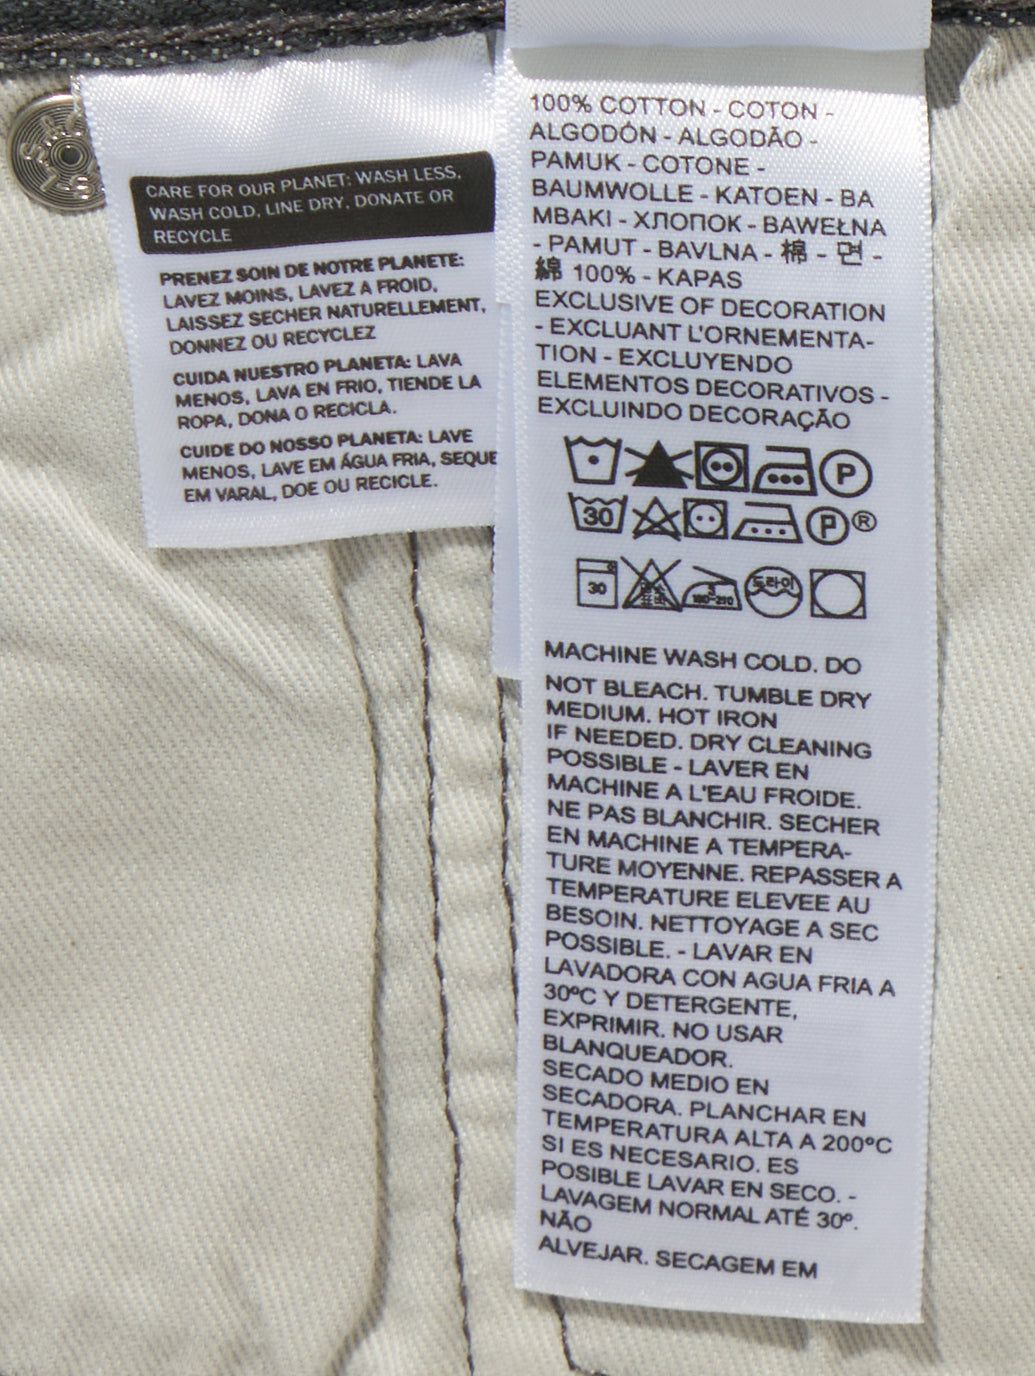 CARE FOR OUR PLANET: WASH LESS,
WASH COLD, LINE DRY, DONATE OR
RECYCLE
PRENEZ SOIN DE NOTRE PLANETE:
LAVEZ MOINS, LAVEZ A FROID,
LAISSEZ SECHER NATURELLEMENT,
DONNEZ OU RECYCLEZ
CUIDA NUESTRO PLANETA: LAVA
MENOS, LAVA EN FRIO, TIENDE LA
ROPA, DONA O RECICLA.
CUIDE DO NOSSO PLANETA: LAVE
MENOS, LAVE EM ÁGUA FRIA, SEQUE
EM VARAL, DOE OU RECICLE.
100% COTTON - COTON -
ALGODÓN - ALGODÃO -
PAMUK - COTONE -
BAUMWOLLE - KATOEN - BA
MBAKI - ХЛОПОК - BAWEŁNA
- PAMUT - BAVLNA - 棉 - 면 -
綿 100% - KAPAS
EXCLUSIVE OF DECORATION
- EXCLUANT L'ORNEMENTA-
TION - EXCLUYENDO
ELEMENTOS DECORATIVOS -
EXCLUINDO DECORAÇÃO
P
30 P ®
30 180-210 드라이
MACHINE WASH COLD. DO
NOT BLEACH. TUMBLE DRY
MEDIUM. HOT IRON
IF NEEDED. DRY CLEANING
POSSIBLE - LAVER EN
MACHINE A L'EAU FROIDE.
NE PAS BLANCHIR. SECHER
EN MACHINE A TEMPERA-
TURE MOYENNE. REPASSER A
TEMPERATURE ELEVEE AU
BESOIN. NETTOYAGE A SEC
POSSIBLE. - LAVAR EN
LAVADORA CON AGUA FRIA A
30ºC Y DETERGENTE,
EXPRIMIR. NO USAR
BLANQUEADOR.
SECADO MEDIO EN
SECADORA. PLANCHAR EN
TEMPERATURA ALTA A 200ºC
SI ES NECESARIO. ES
POSIBLE LAVAR EN SECO. -
LAVAGEM NORMAL ATÉ 30º.
NÃO
ALVEJAR. SECAGEM EM